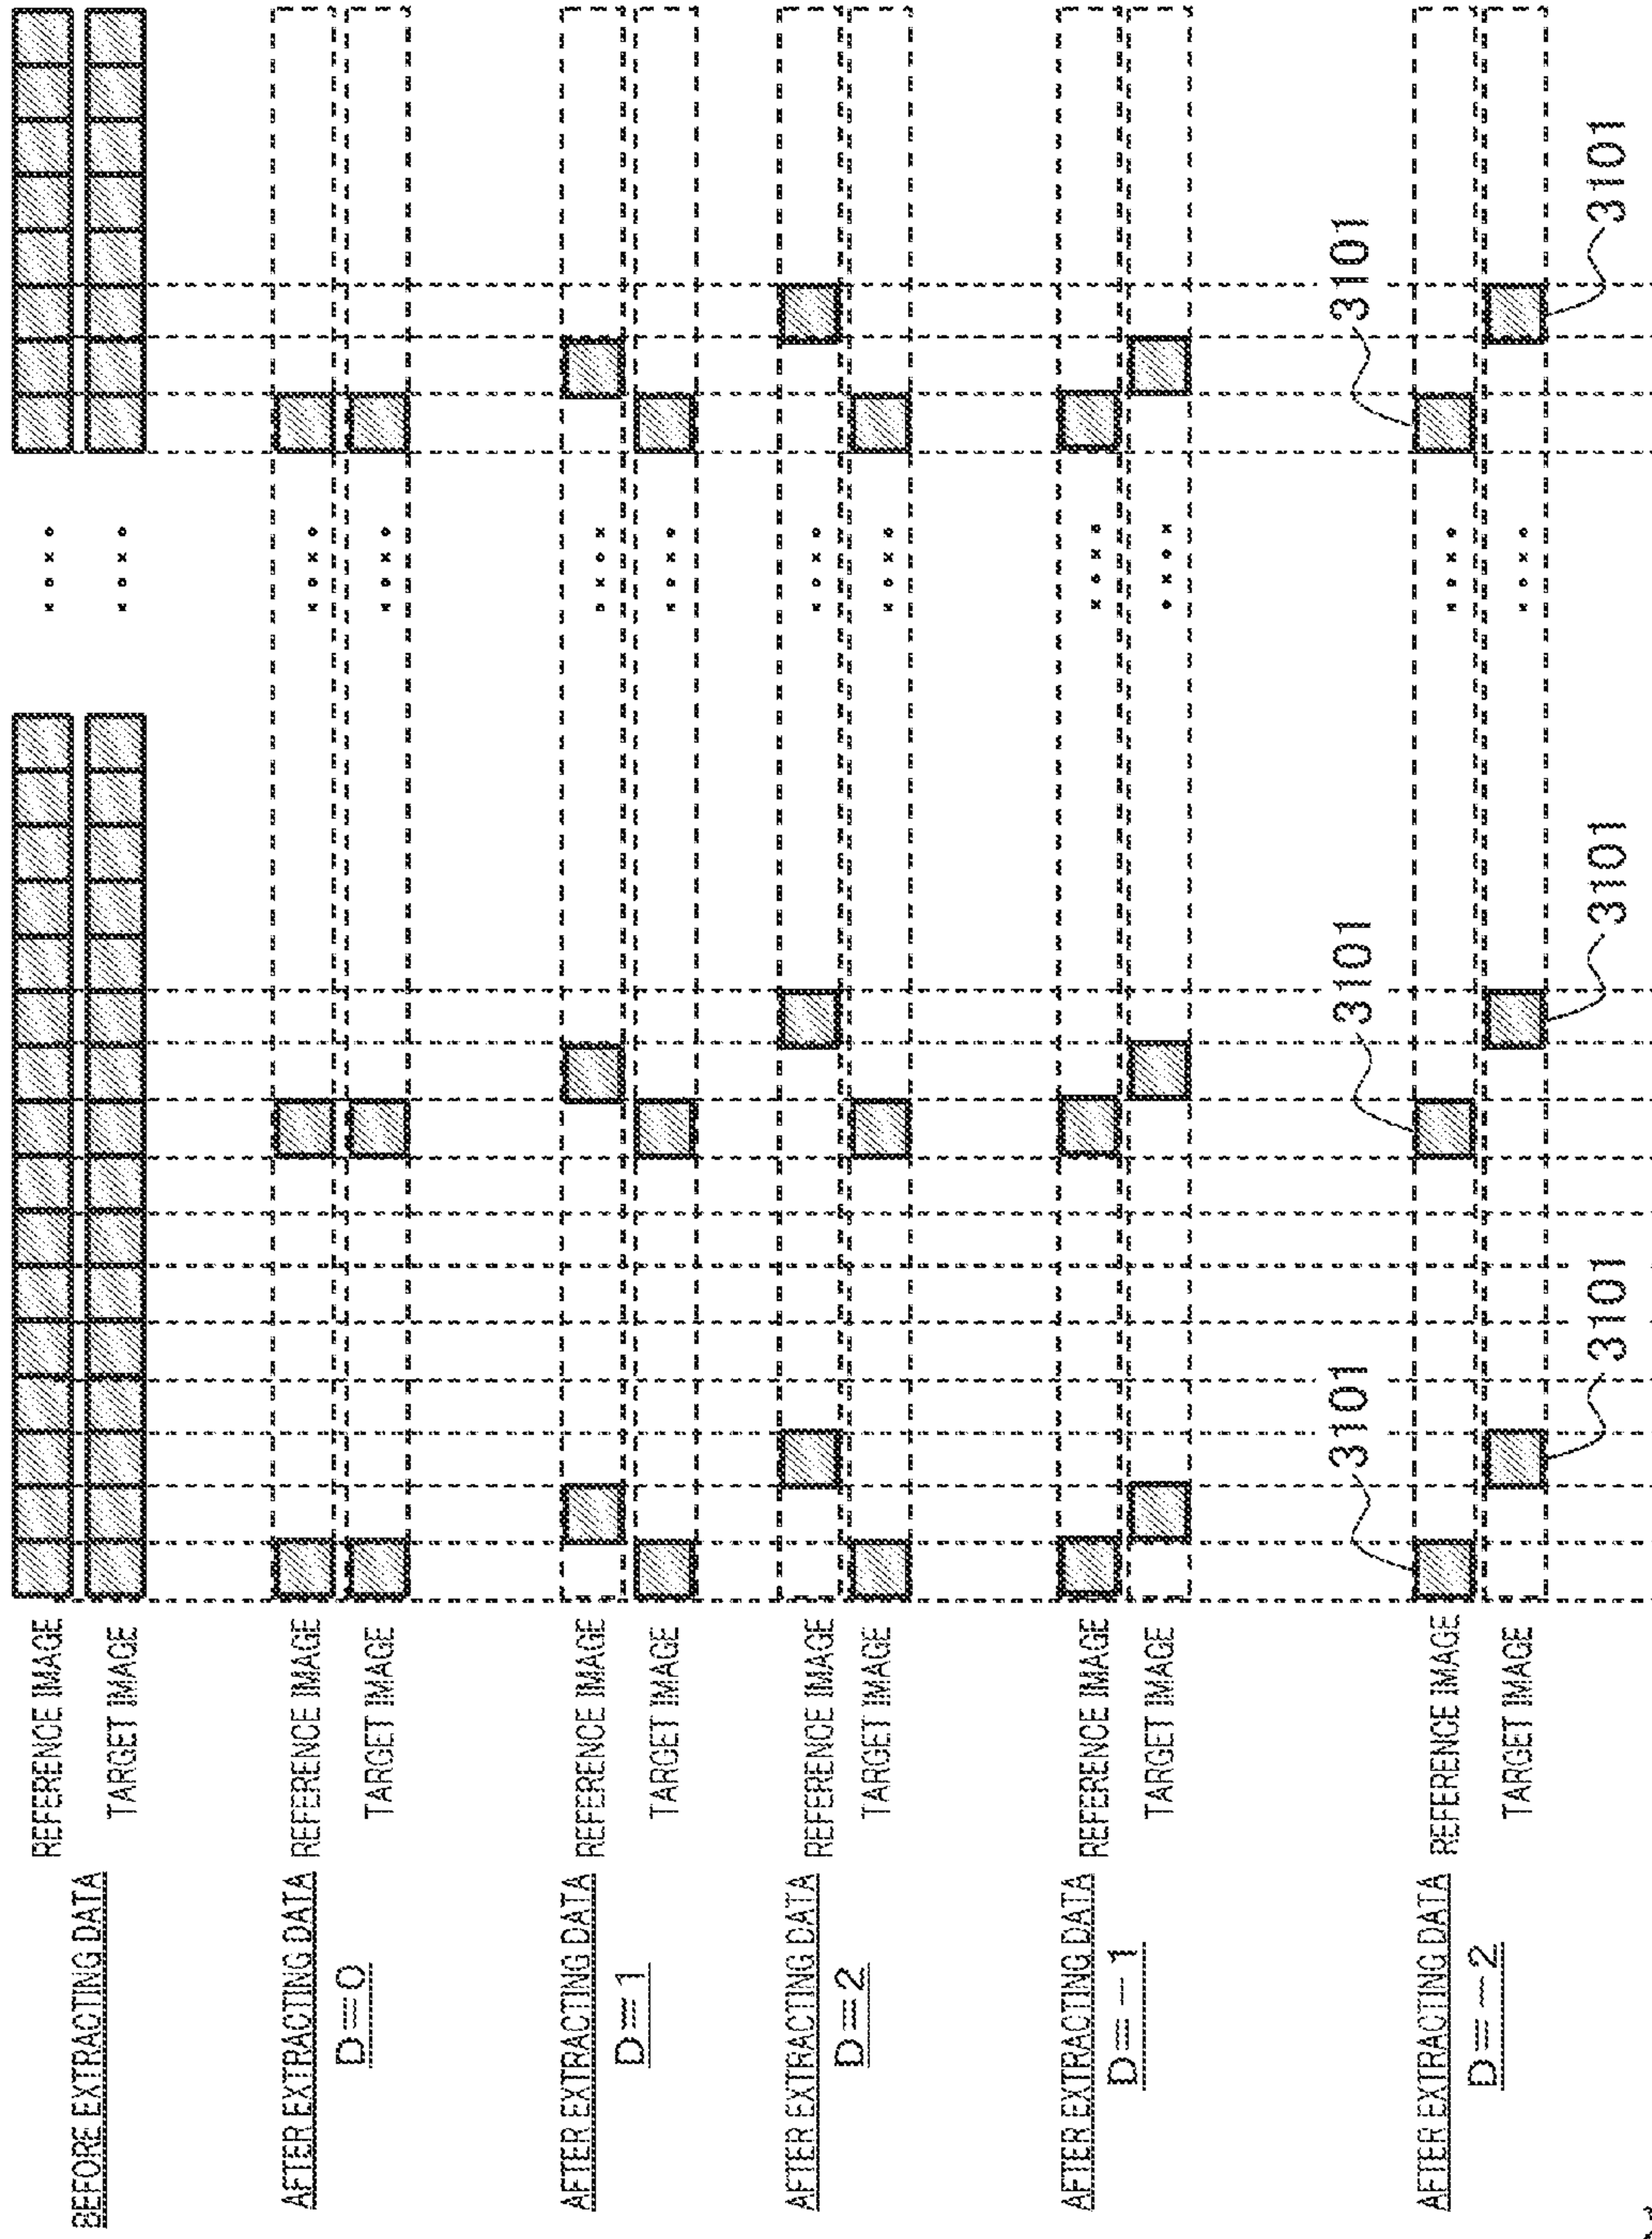 BEFORE EXTRACTING DATA
REFERENCE IMAGE
TARGET IMAGE
AFTER EXTRACTING DATA
D=0
REFERENCE IMAGE
TARGET IMAGE
AFTER EXTRACTING DATA
D=1
REFERENCE IMAGE
TARGET IMAGE
AFTER EXTRACTING DATA
D=2
REFERENCE IMAGE
TARGET IMAGE
AFTER EXTRACTING DATA
D=-1
REFERENCE IMAGE
TARGET IMAGE
3101
3101
3101
AFTER EXTRACTING DATA
D=-2
REFERENCE IMAGE
TARGET IMAGE
3101
3101
3101